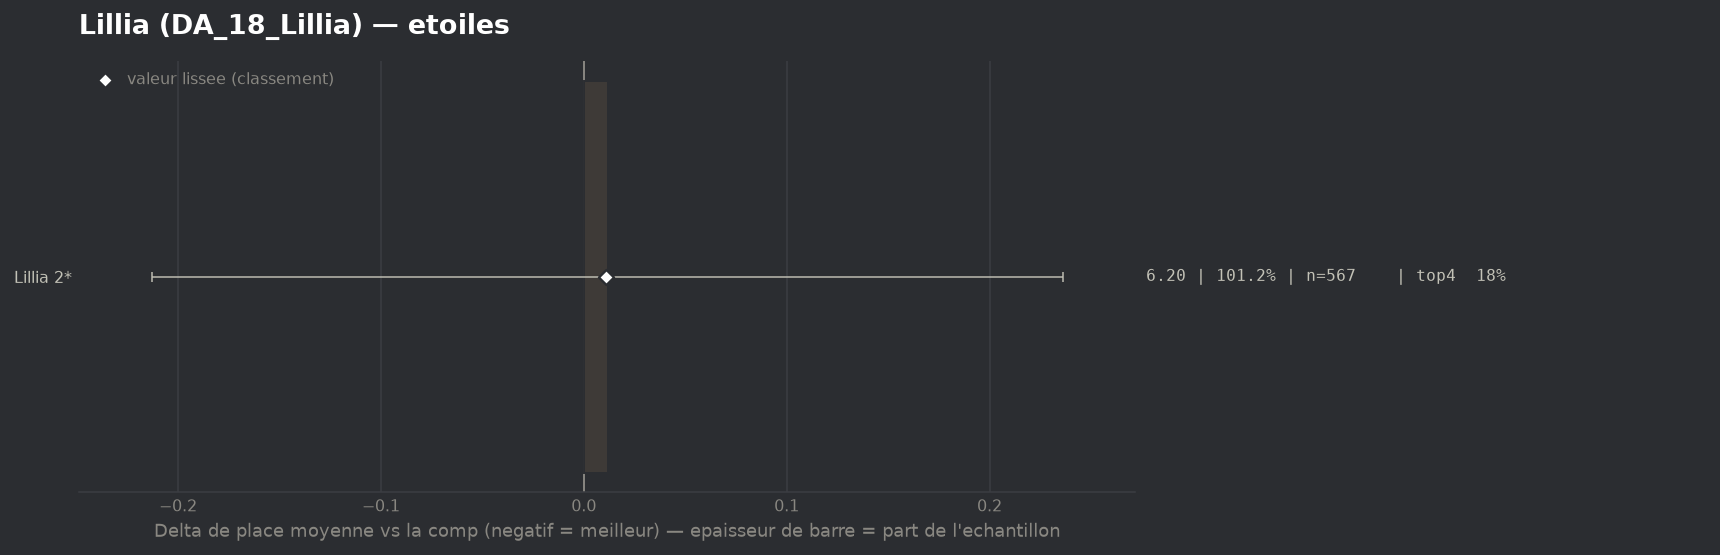 Lillia (DA_18_Lillia) — etoiles
valeur lissee (classement)
Lillia 2*
6.20 | 101.2% | n=567    | top4  18%
−0.2 −0.1 0.0 0.1 0.2
Delta de place moyenne vs la comp (negatif = meilleur) — epaisseur de barre = part de l'echantillon